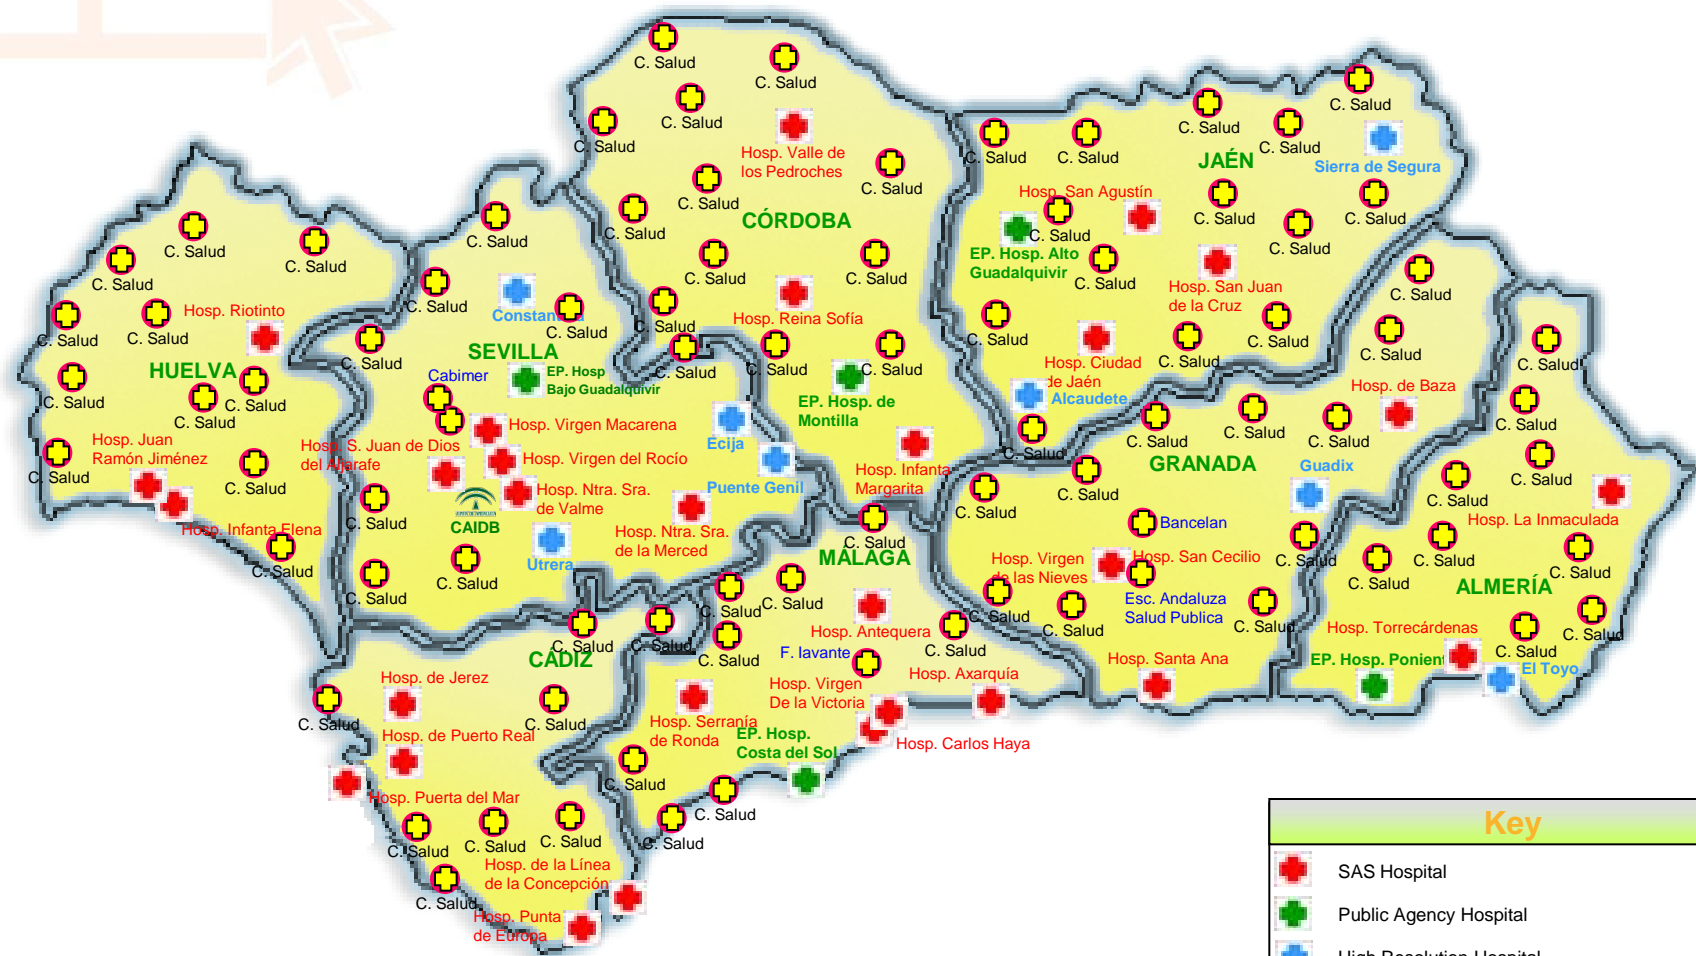 C. Salud
C. Salud
C. Salud
C. Salud
C. Salud
Hosp. Valle de
los Pedroches
C. Salud
C. Salud
C. Salud
CÓRDOBA
C. Salud
C. Salud
C. Salud
Hosp. Reina Sofía
C. Salud
C. Salud
C. Salud
EP. Hosp. de
Montilla
Hosp. Infanta
Margarita
C. Salud
C. Salud
C. Salud
C. Salud
C. Salud
JAÉN
Sierra de Segura
Hosp. San Agustín
C. Salud
C. Salud
C. Salud
C. Salud
EP. Hosp. Alto
Guadalquivir
C. Salud
Hosp. San Juan
de la Cruz
C. Salud
C. Salud
C. Salud
Hosp. Ciudad
de Jaén
Alcaudete
C. Salud
C. Salud
C. Salud
C. Salud
C. Salud
C. Salud
Hosp. Riotinto
HUELVA
C. Salud
C. Salud
C. Salud
Hosp. Juan
Ramón Jiménez
C. Salud
C. Salud
Hosp. Infanta Elena
C. Salud
C. Salud
C. Salud
Constan
C. Salud
C. Salud
SEVILLA
EP. Hosp
Bajo Guadalquivir
Cabimer
C. Salud
Hosp. Virgen Macarena
Hosp. S. Juan de Dios
del Aljarafe
Hosp. Virgen del Rocío
Hosp. Ntra. Sra.
de Valme
CAIDB
Ecija
Puente Genil
Hosp. Ntra. Sra.
de la Merced
Utrera
C. Salud
C. Salud
C. Salud
C. Salud
C. Salud
Hosp. de Baza
C. Salud
C. Salud
C. Salud
GRANADA
Guadix
C. Salud
C. Salud
Bancelan
Hosp. Virgen
de las Nieves
Hosp. San Cecilio
C. Salud
Esc. Andaluza
Salud Publica
C. Salud
C. Salud
C. Salud
Hosp. Santa Ana
C. Salud
C. Salud
C. Salud
C. Salud
Hosp. La Inmaculada
C. Salud
C. Salud
C. Salud
ALMERÍA
C. Salud
Hosp. Torrecárdenas
C. Salud
EP. Hosp. Ponien
El Toyo
C. Salud
MÁLAGA
C. Salud
C. Salud
Hosp. Antequera
C. Salud
C. Salud
F. Iavante
Hosp. Virgen
De la Victoria
Hosp. Axarquía
Hosp. Serranía
de Ronda
EP. Hosp.
Costa del Sol
Hosp. Carlos Haya
C. Salud
C. Salud
C. Salud
C. Salud
C. Salud
CÁDIZ
Hosp. de Jerez
C. Salud
C. Salud
Hosp. de Puerto Real
Hosp. Puerta del Mar
C. Salud
C. Salud
C. Salud
Hosp. de la Línea
de la Concepción
C. Salud
Hosp. Punta
de Europa
Key
SAS Hospital
Public Agency Hospital
High Resolution Hospital